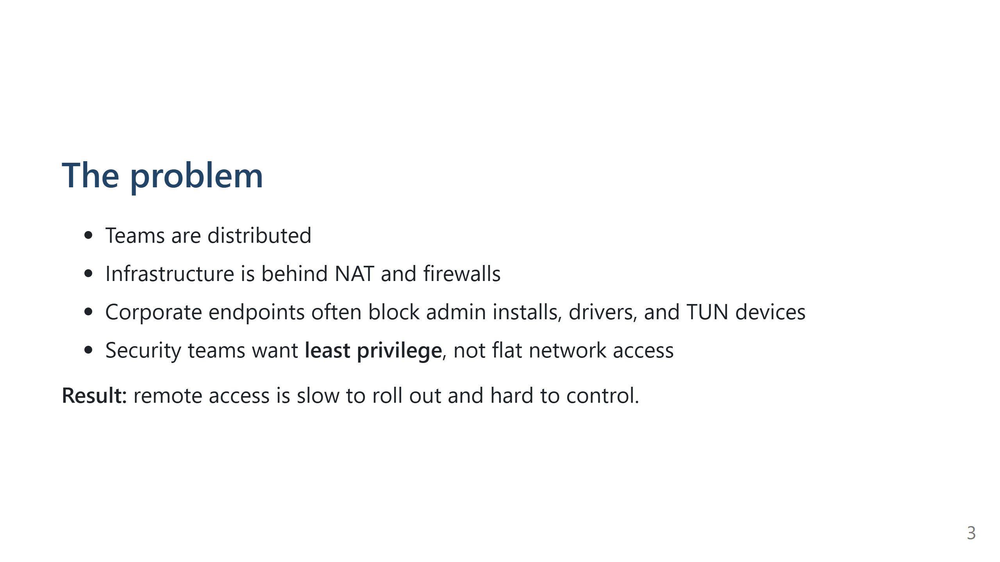 The problem
• Teams are distributed
• Infrastructure is behind NAT and firewalls
• Corporate endpoints often block admin installs, drivers, and TUN devices
• Security teams want least privilege, not flat network access
Result: remote access is slow to roll out and hard to control.
3